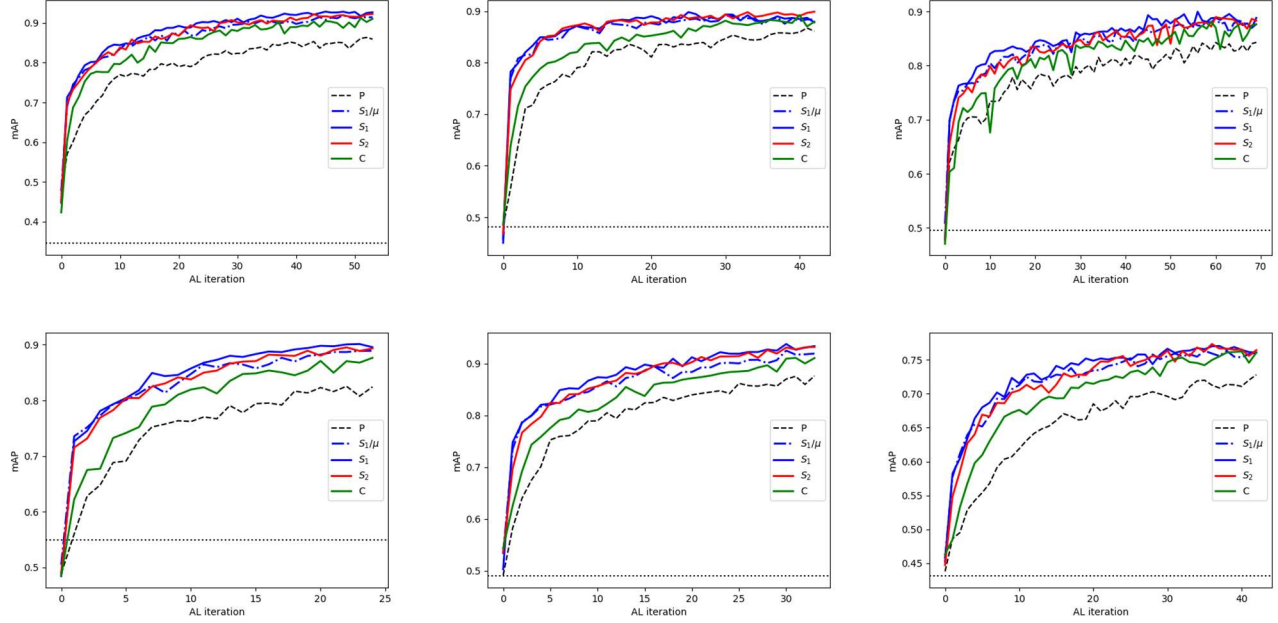 0.9
0.8
0.7
0.6
0.5
0.4
mAP
0 10 20 30 40 50
AL iteration
P
S₁/μ
S₁
S₂
C
0.9
0.8
0.7
0.6
0.5
mAP
0 10 20 30 40
AL iteration
P
S₁/μ
S₁
S₂
C
0.9
0.8
0.7
0.6
0.5
mAP
0 10 20 30 40 50 60 70
AL iteration
P
S₁/μ
S₁
S₂
C
0.9
0.8
0.7
0.6
0.5
mAP
0 5 10 15 20 25
AL iteration
P
S₁/μ
S₁
S₂
C
0.9
0.8
0.7
0.6
0.5
mAP
0 5 10 15 20 25 30
AL iteration
P
S₁/μ
S₁
S₂
C
0.75
0.70
0.65
0.60
0.55
0.50
0.45
mAP
0 10 20 30 40
AL iteration
P
S₁/μ
S₁
S₂
C